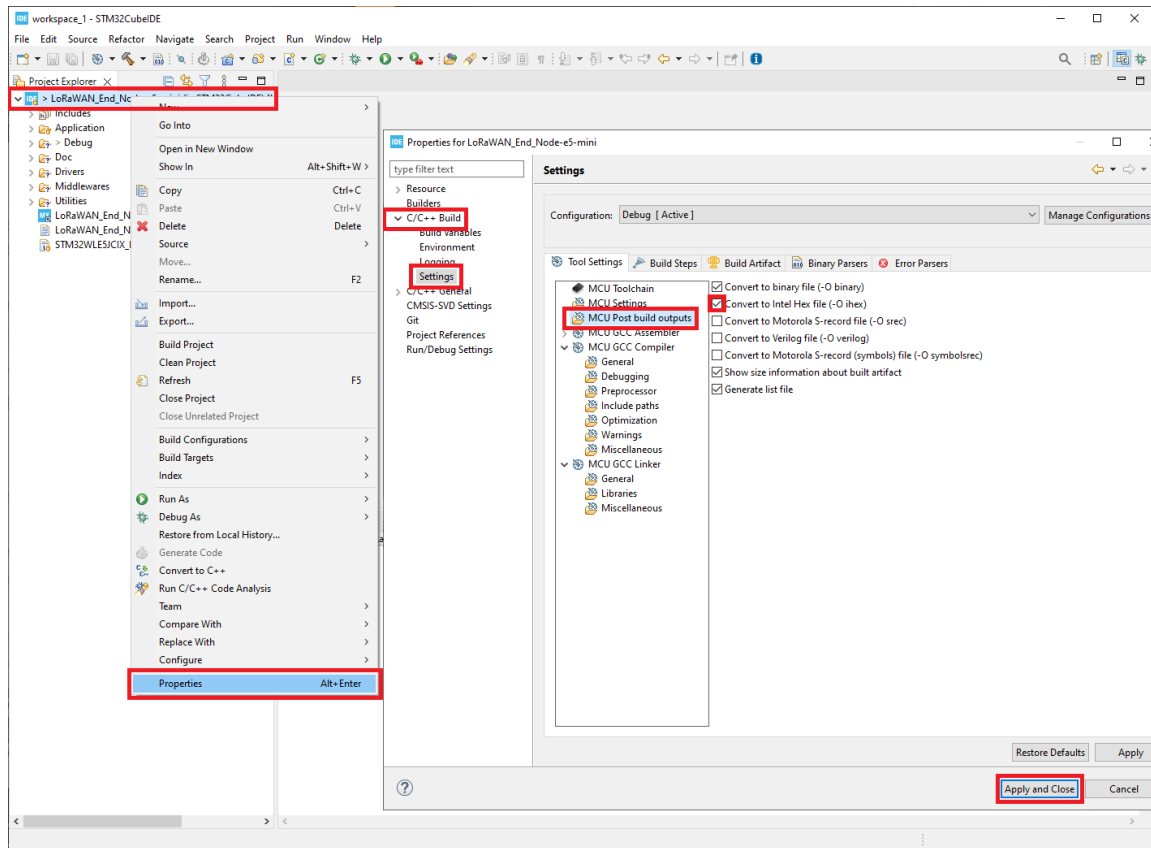 workspace_1 - STM32CubeIDE
File Edit Source Refactor Navigate Search Project Run Window Help
Project Explorer
> LoRaWAN_End_No
Includes
Application
> Debug
Doc
Drivers
Middlewares
Utilities
LoRaWAN_End_N
LoRaWAN_End_N
STM32WLE5JCIX_
New
Go Into
Open in New Window
Show In Alt+Shift+W >
Copy Ctrl+C
Paste Ctrl+V
Delete Delete
Source
Move...
Rename... F2
Import...
Export...
Build Project
Clean Project
Refresh F5
Close Project
Close Unrelated Project
Build Configurations
Build Targets
Index
Run As
Debug As
Restore from Local History...
Generate Code
Convert to C++
Run C/C++ Code Analysis
Team
Compare With
Replace With
Configure
Properties Alt+Enter
Properties for LoRaWAN_End_Node-e5-mini
type filter text
Resource
Builders
C/C++ Build
Build Variables
Environment
Logging
Settings
C/C++ General
CMSIS-SVD Settings
Git
Project References
Run/Debug Settings
Settings
Configuration: Debug [ Active ] Manage Configurations
Tool Settings Build Steps Build Artifact Binary Parsers Error Parsers
MCU Toolchain
MCU Settings
MCU Post build outputs
MCU GCC Assembler
MCU GCC Compiler
General
Debugging
Preprocessor
Include paths
Optimization
Warnings
Miscellaneous
MCU GCC Linker
General
Libraries
Miscellaneous
Convert to binary file (-O binary)
Convert to Intel Hex file (-O ihex)
Convert to Motorola S-record file (-O srec)
Convert to Verilog file (-O verilog)
Convert to Motorola S-record (symbols) file (-O symbolsrec)
Show size information about built artifact
Generate list file
Restore Defaults Apply
Apply and Close Cancel